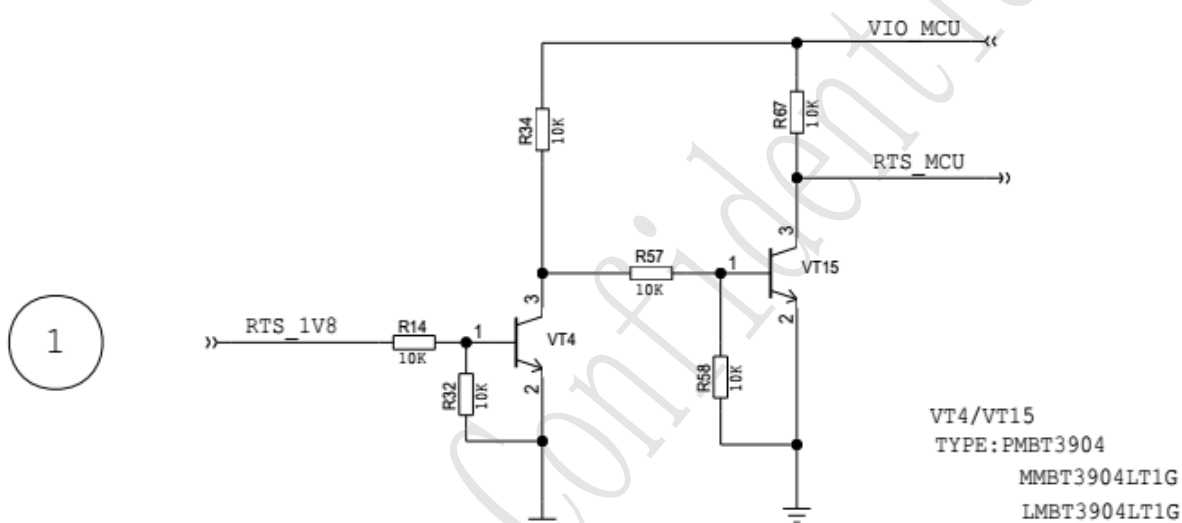 VIO_MCU
R34
10K
R67
10K
RTS_MCU
3
R57
1
VT15
10K
3
2
1
RTS_1V8
R14
10K
1
VT4
R32
10K
2
R58
10K
VT4/VT15
TYPE:PMBT3904
MMBT3904LT1G
LMBT3904LT1G
Confidenti